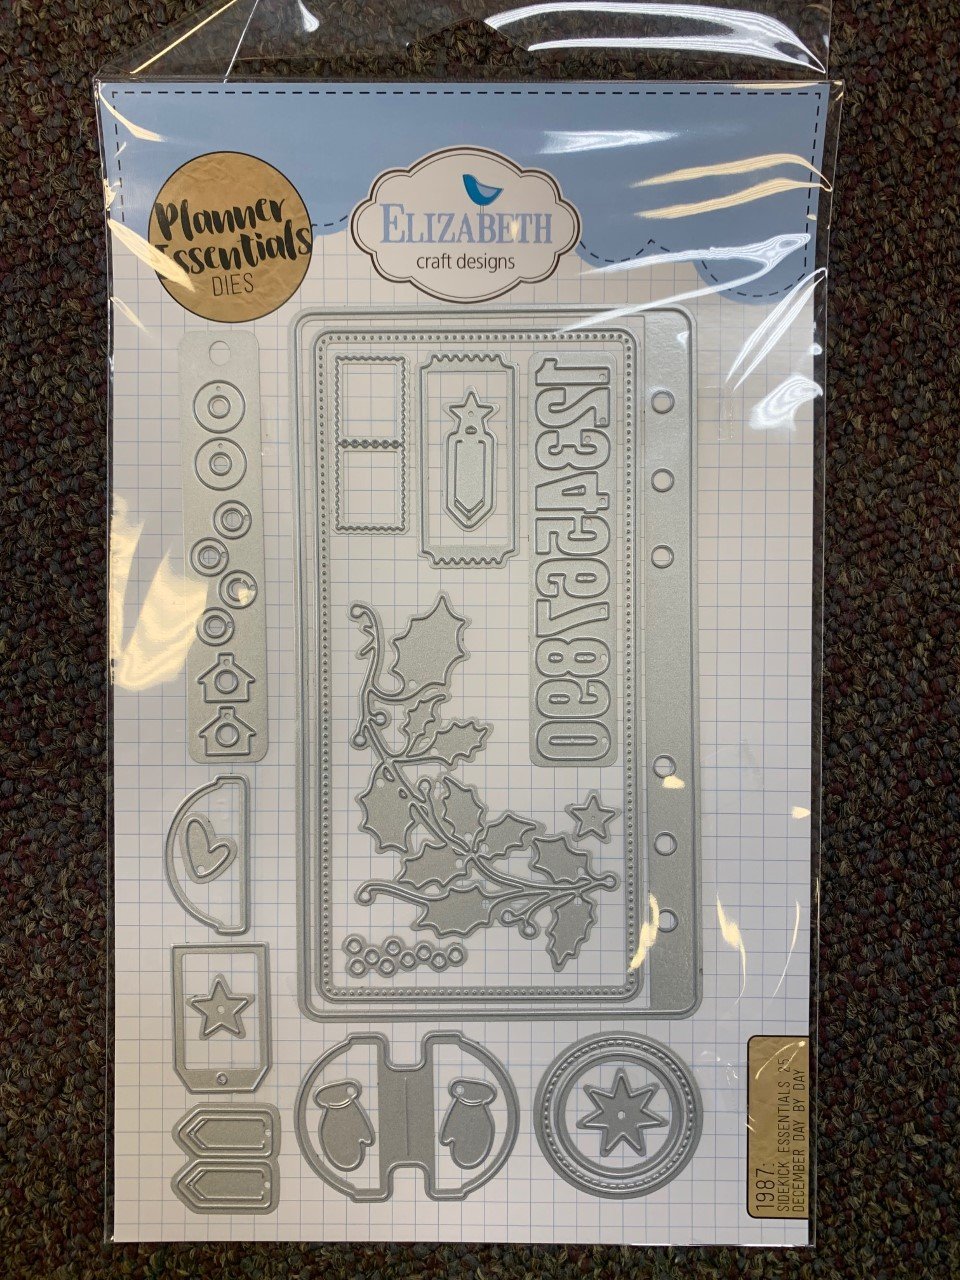 Planner
Essentials
DIES
ELIZABETH
craft designs
1234567890
1987:
SIDEKICK ESSENTIALS 25
DECEMBER DAY BY DAY